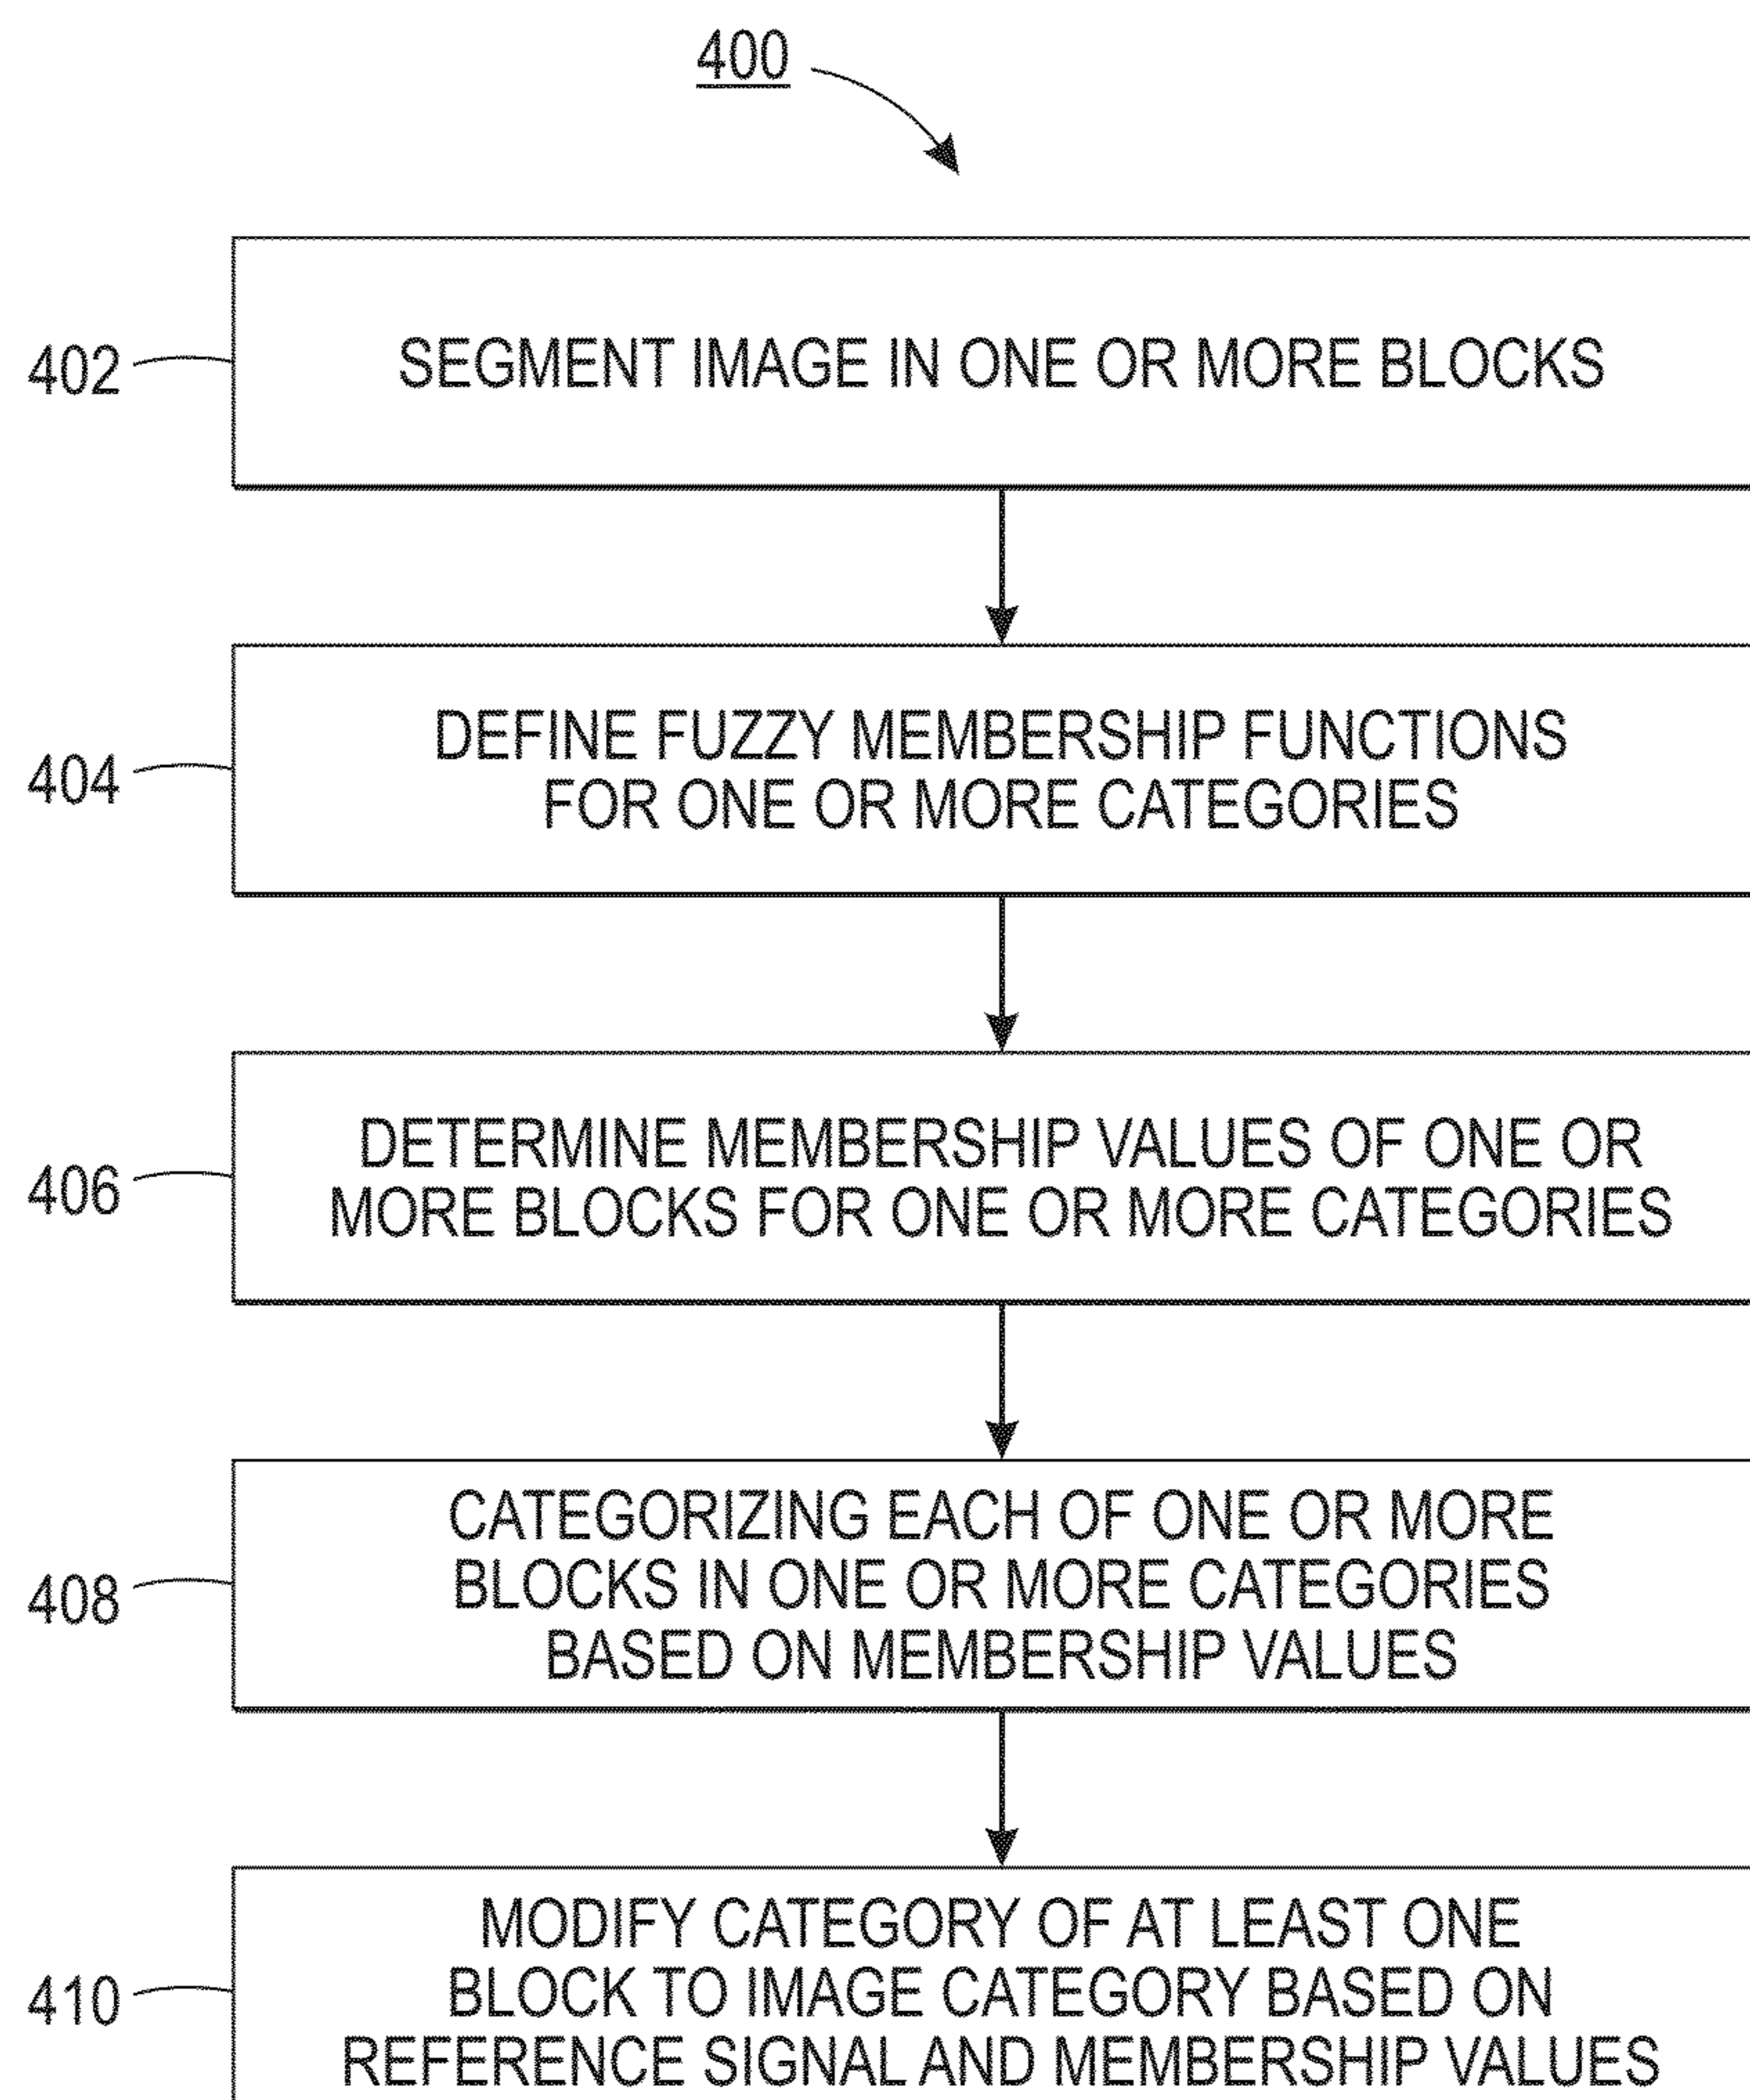 400
402
SEGMENT IMAGE IN ONE OR MORE BLOCKS
404
DEFINE FUZZY MEMBERSHIP FUNCTIONS
FOR ONE OR MORE CATEGORIES
406
DETERMINE MEMBERSHIP VALUES OF ONE OR
MORE BLOCKS FOR ONE OR MORE CATEGORIES
408
CATEGORIZING EACH OF ONE OR MORE
BLOCKS IN ONE OR MORE CATEGORIES
BASED ON MEMBERSHIP VALUES
410
MODIFY CATEGORY OF AT LEAST ONE
BLOCK TO IMAGE CATEGORY BASED ON
REFERENCE SIGNAL AND MEMBERSHIP VALUES